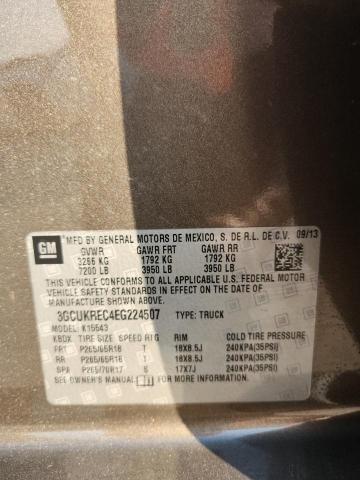 GM
MFD BY GENERAL MOTORS DE MEXICO, S. DE R.L. DE C.V. 09/13
GVWR GAWR FRT GAWR RR
3266 KG 1792 KG 1792 KG
7200 LB 3950 LB 3950 LB
THIS VEHICLE CONFORMS TO ALL APPLICABLE U.S. FEDERAL MOTOR
VEHICLE SAFETY STANDARDS IN EFFECT ON THE DATE OF
MANUFACTURE SHOWN ABOVE.
3GCUKREC4EG224507 TYPE: TRUCK
MODEL: K15543
KBDX TIRE SIZE SPEED RTG RIM COLD TIRE PRESSURE
FRT P265/65R18 T 18X8.5J 240KPA(35PSI)
RR P265/65R18 T 18X8.5J 240KPA(35PSI)
SPA P265/70R17 S 17X7J 240KPA(35PSI)
SEE OWNER'S MANUAL FOR ADDITIONAL INFORMATION.